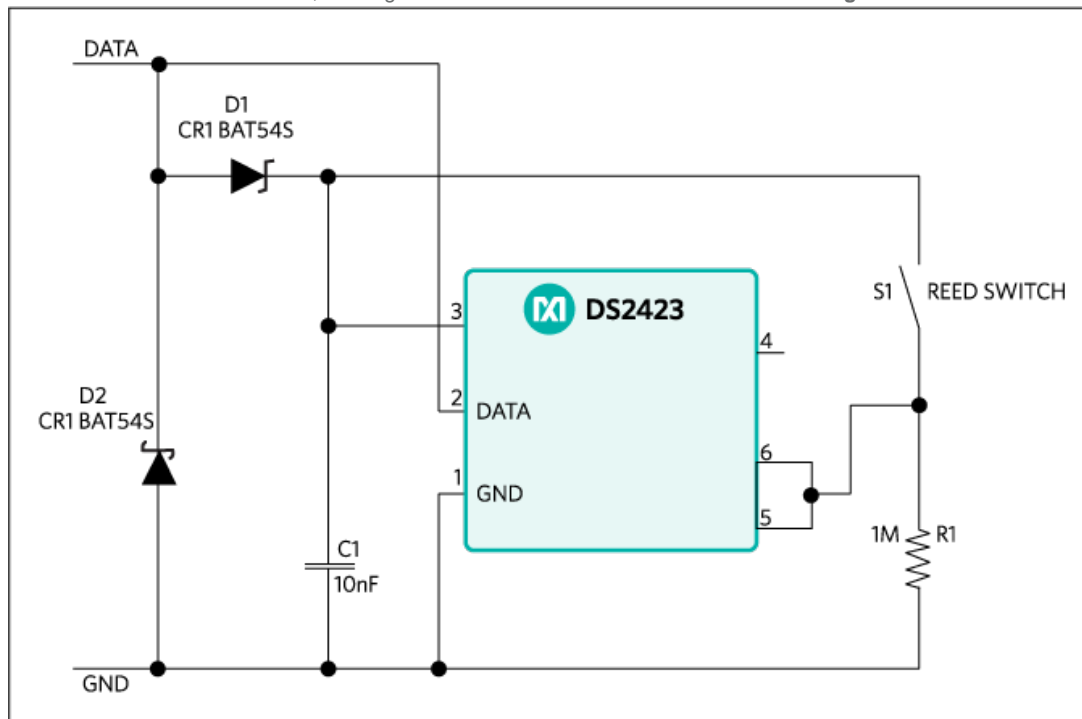 DATA
D1
CR1 BAT54S
DS2423
S1 REED SWITCH
3
4
D2
CR1 BAT54S
2
DATA
6
1
GND
5
C1
10nF
1M R1
GND